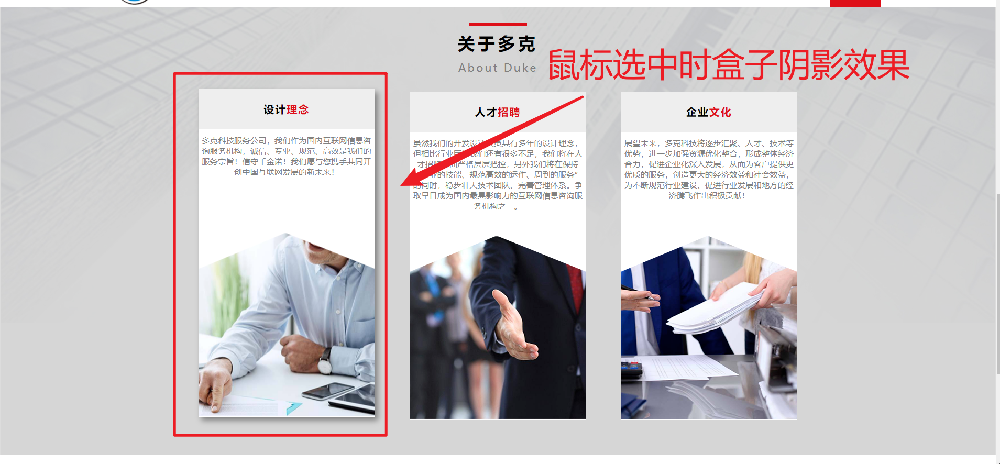 关于多克
About Duke
鼠标选中时盒子阴影效果
设计理念
多克科技服务公司，我们作为国内互联网信息咨
询服务机构，诚信、专业、规范、高效是我们的
服务宗旨！信守千金诺！我们愿与您携手共同开
创中国互联网发展的新未来！
人才招聘
虽然我们的开发设计人员具有多年的设计理念，
但相比行业巨头我们还有很多不足，我们将在人
才招聘 面严格层层把控，另外我们将在保持
业的技能、规范高效的运作、周到的服务”
的同时，稳步壮大技术团队、完善管理体系。争
取早日成为国内最具影响力的互联网信息咨询服
务机构之一。
企业文化
展望未来，多克科技将逐步汇聚、人才、技术等
优势，进一步加强资源优化整合，形成整体经济
合力，促进企业化深入发展，从而为客户提供更
优质的服务，创造更大的经济效益和社会效益，
为不断规范行业建设、促进行业发展和地方的经
济腾飞作出积极贡献！